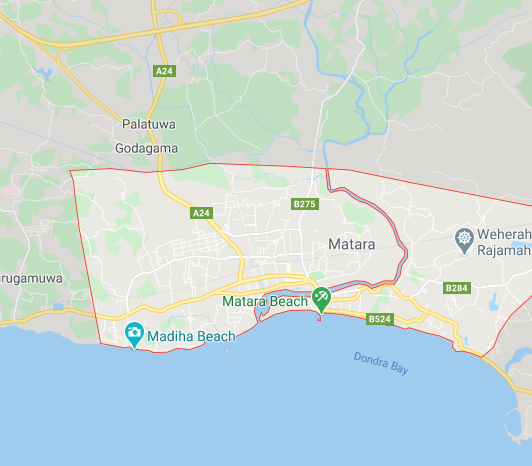 A24
Palatuwa
Godagama
A24
B275
Matara
Weherah
Rajamah
rugamuwa
B284
Matara Beach
B524
Madiha Beach
Dondra Bay